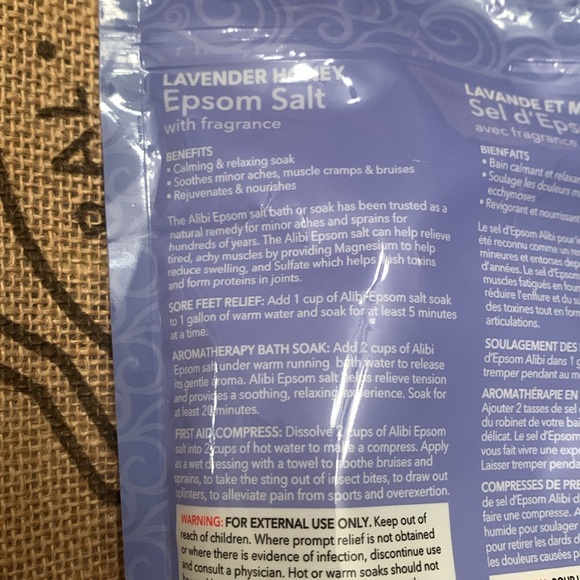 LAVENDER HONEY
Epsom Salt
with fragrance
BENEFITS
• Calming & relaxing soak
• Soothes minor aches, muscle cramps & bruises
• Rejuvenates & nourishes
The Alibi Epsom salt bath or soak has been trusted as a
natural remedy for minor aches and sprains for
hundreds of years. The Alibi Epsom salt can help relieve
tired, achy muscles by providing Magnesium to help
reduce swelling, and Sulfate which helps flush toxins
and form proteins in joints.
SORE FEET RELIEF: Add 1 cup of Alibi Epsom salt soak
to 1 gallon of warm water and soak for at least 5 minutes
at a time.
AROMATHERAPY BATH SOAK: Add 2 cups of Alibi
Epsom salt under warm running bath water to release
its gentle aroma. Alibi Epsom salt helps relieve tension
and provides a soothing, relaxing experience. Soak for
at least 20 minutes.
FIRST AID COMPRESS: Dissolve 2 cups of Alibi Epsom
salt into 2 cups of hot water to make a compress. Apply
as a wet dressing with a towel to soothe bruises and
sprains, to take the sting out of insect bites, to draw out
splinters, to alleviate pain from sports and overexertion.
WARNING: FOR EXTERNAL USE ONLY. Keep out of
reach of children. Where prompt relief is not obtained
or where there is evidence of infection, discontinue use
and consult a physician. Hot or warm soaks should not
LAVANDE ET M
Sel d'Eps
avec fragrance
BIENFAITS
• Bain calmant et relaxan
• Soulage les douleurs m
ecchymoses
• Revigorant et nourrissan
Le sel d'Epsom Alibi pour le
été reconnu comme un re
mineures et entorses depu
d'années. Le sel d'Epsom
muscles fatigués en fou
réduire l'enflure et du su
des toxines tout en form
articulations.
SOULAGEMENT DES
d'Epsom Alibi dans 1 g
tremper pendant au m
AROMATHÉRAPIE EN
Ajouter 2 tasses de sel
du robinet de votre bai
délicat. Le sel d'Epsom
vous fait vivre une expé
Laisser tremper penda
COMPRESSES DE PRE
de sel d'Epsom Alibi d
faire une compresse. A
humide pour soulager
pour retirer les dards d
les douleurs causées p
AL